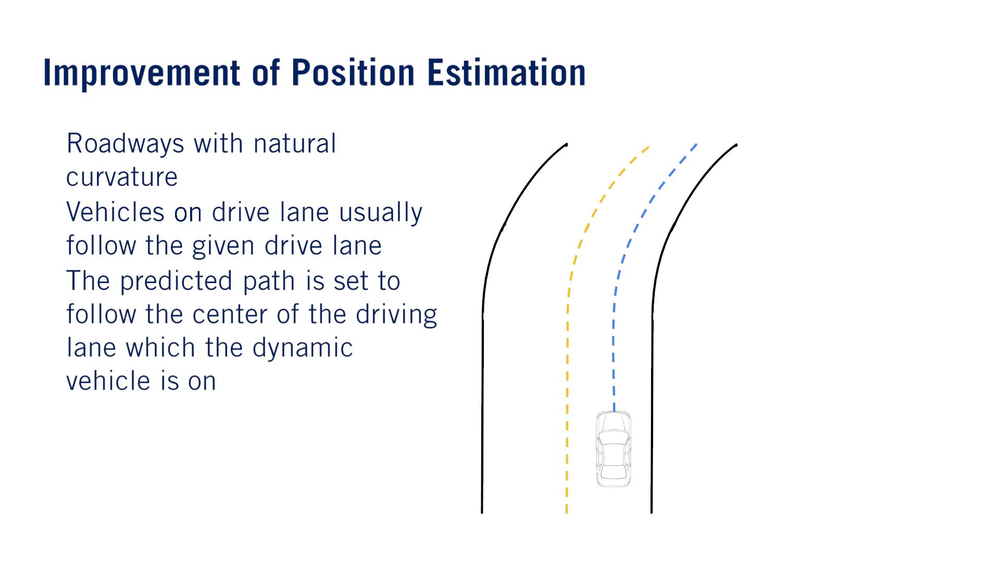 Improvement of Position Estimation
Roadways with natural
curvature
Vehicles on drive lane usually
follow the given drive lane
The predicted path is set to
follow the center of the driving
lane which the dynamic
vehicle is on